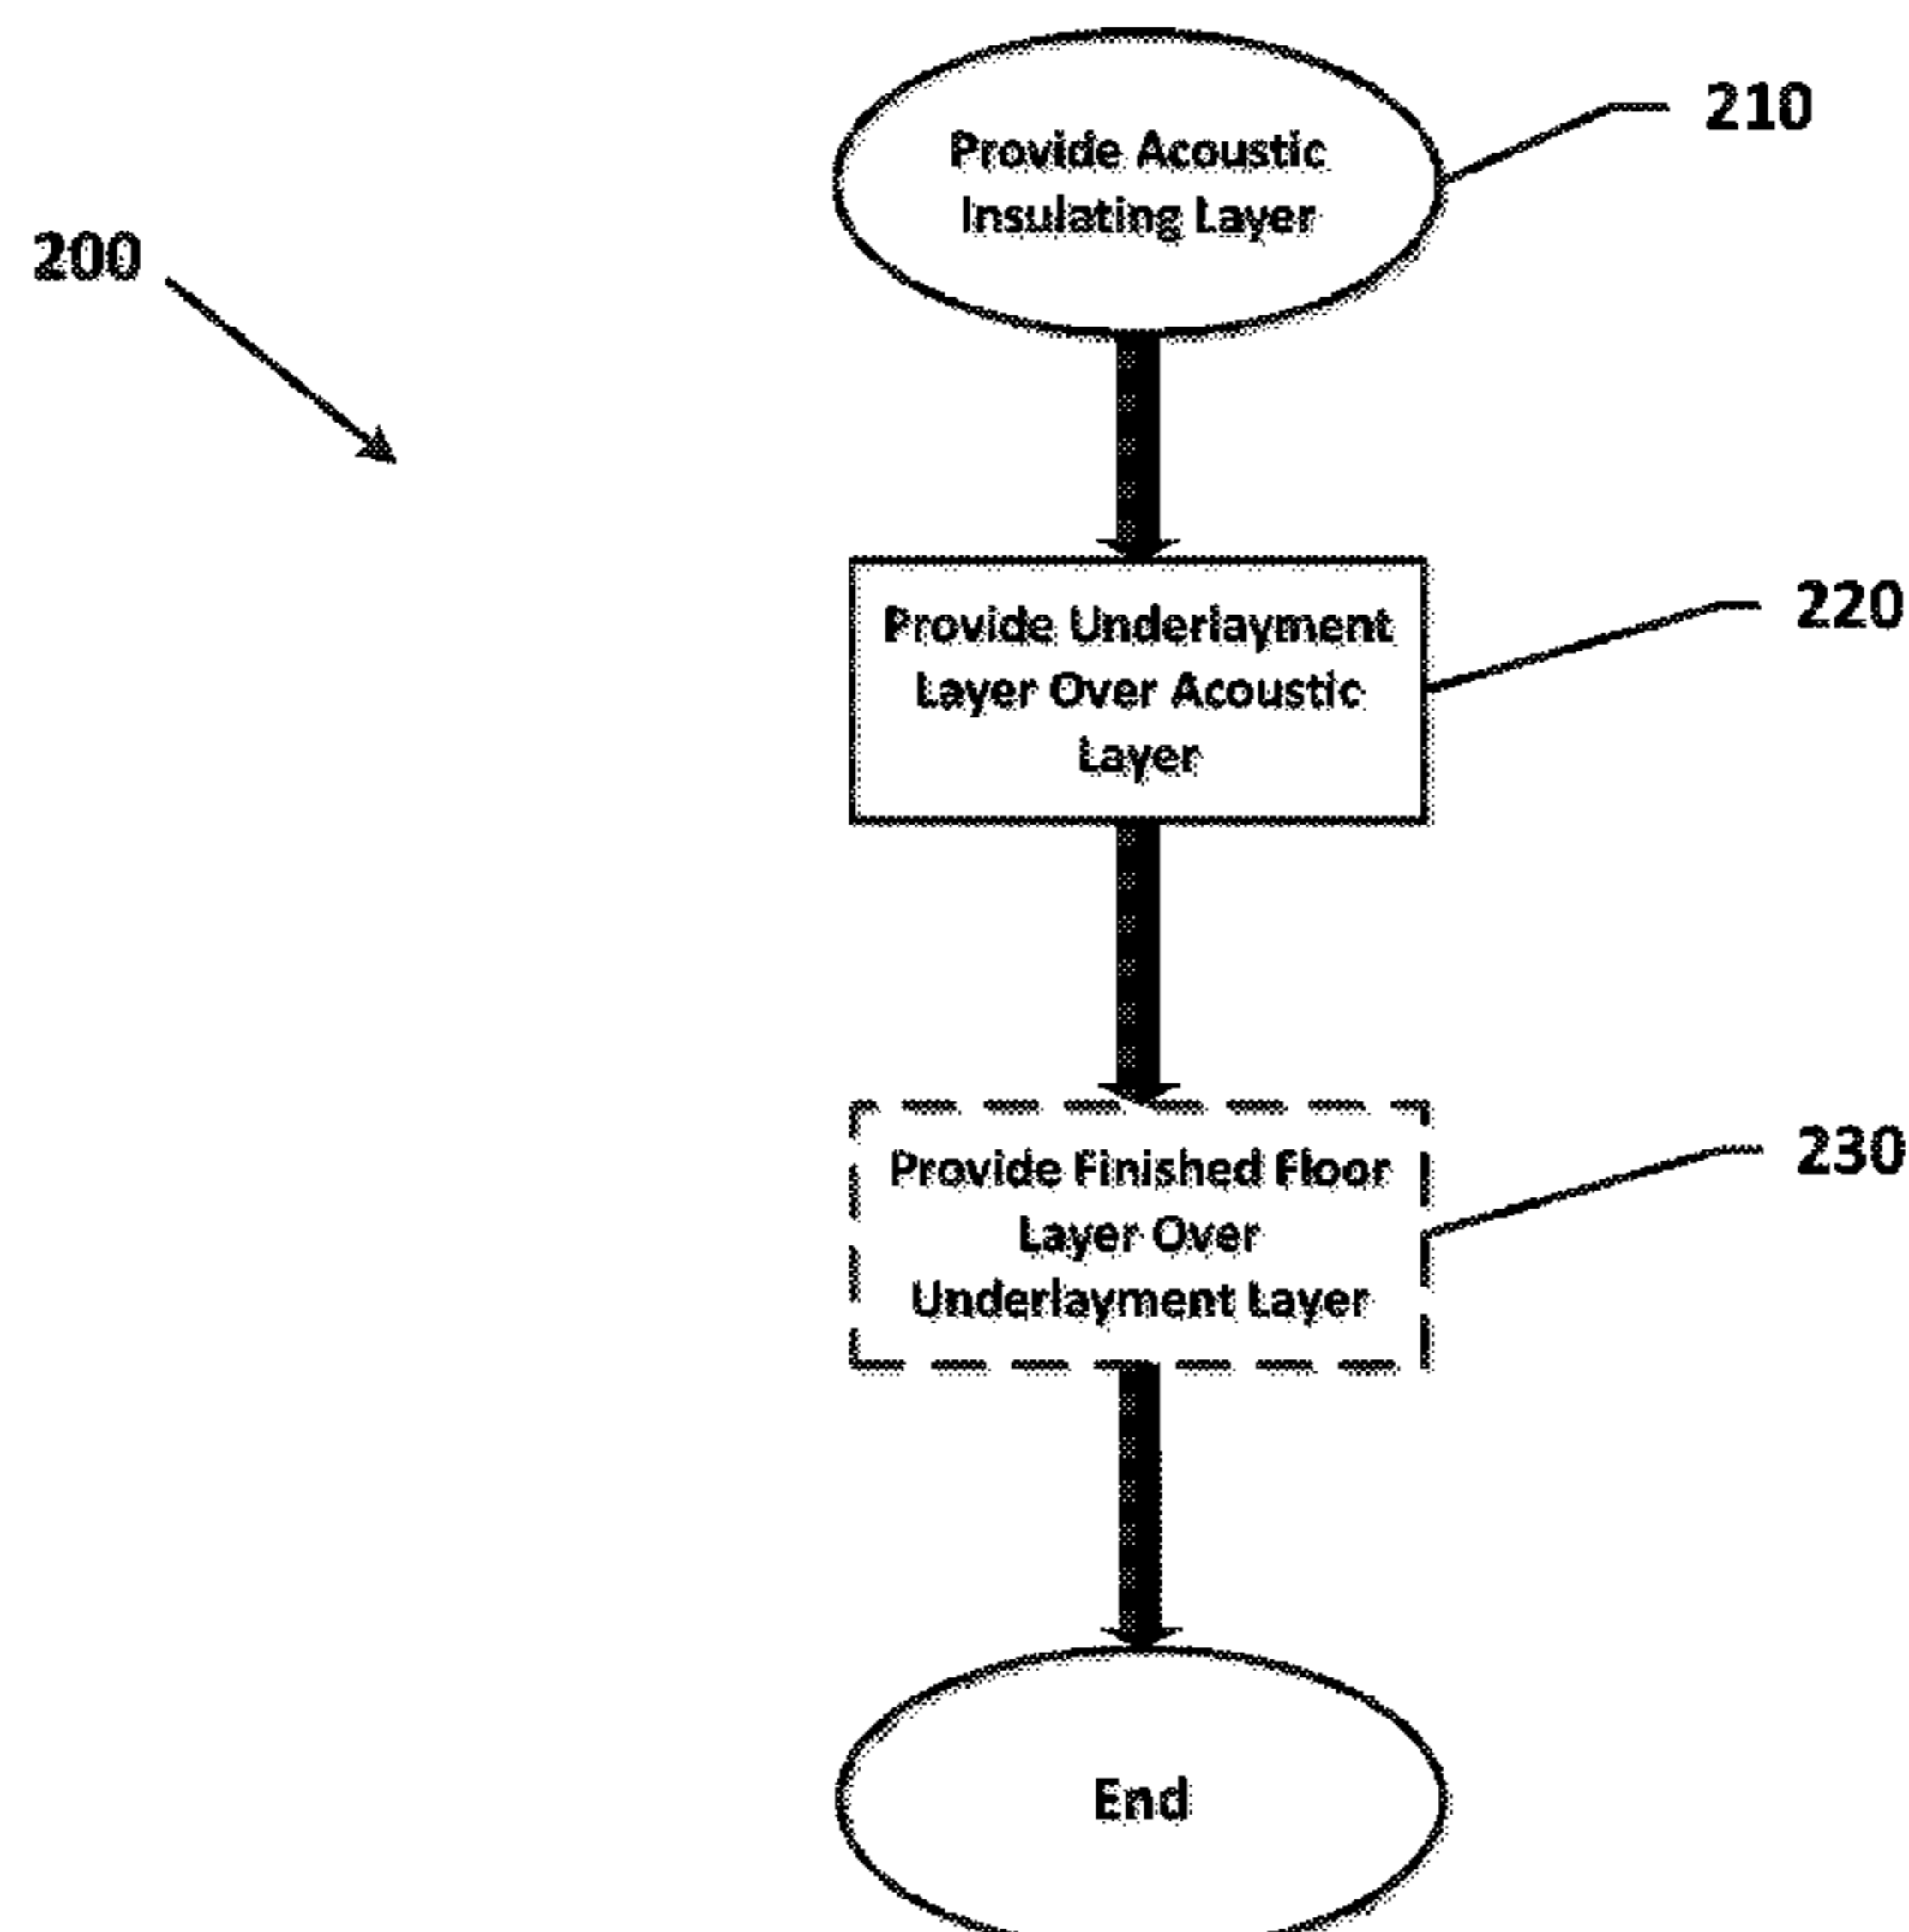 210
Provide Acoustic
Insulating Layer
200
220
Provide Underlayment
Layer Over Acoustic
Layer
230
Provide Finished Floor
Layer Over
Underlayment Layer
End